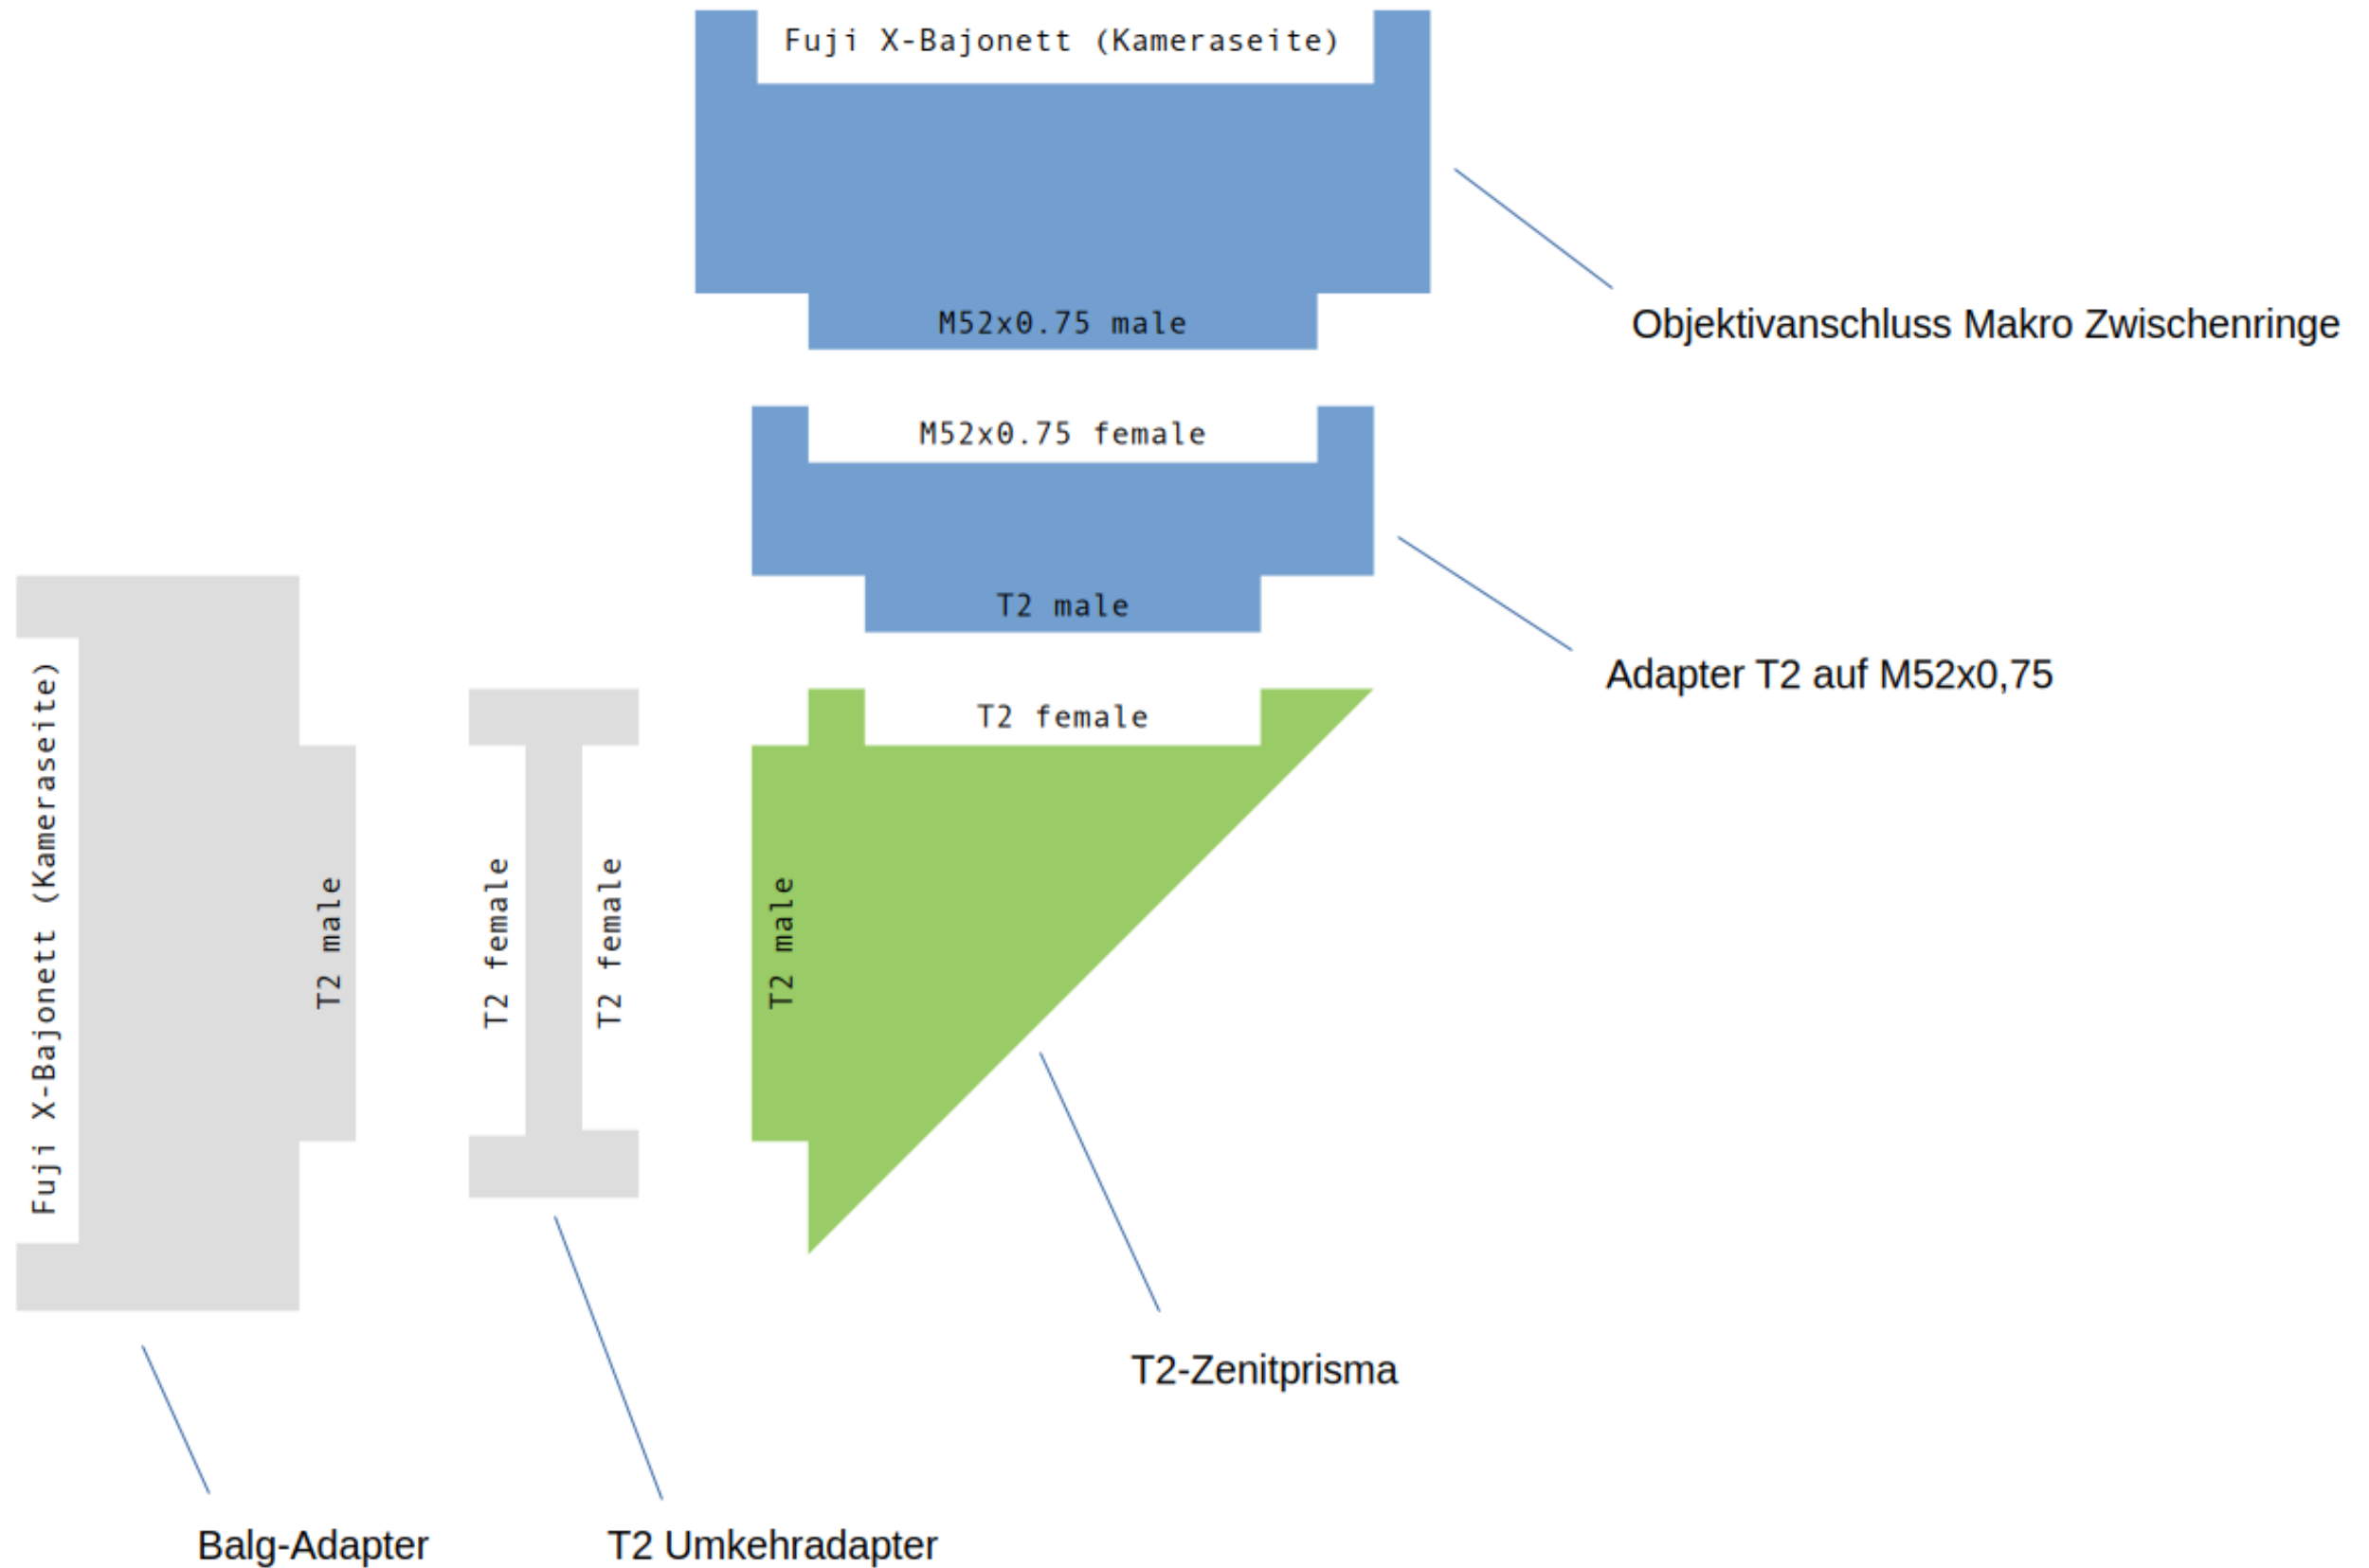 Fuji X-Bajonett (Kameraseite)
M52x0.75 male
Objektivanschluss Makro Zwischenringe
M52x0.75 female
T2 male
Adapter T2 auf M52x0,75
T2 female
Fuji X-Bajonett (Kameraseite)
T2 male
T2 female
T2 female
T2 male
T2-Zenitprisma
Balg-Adapter
T2 Umkehradapter